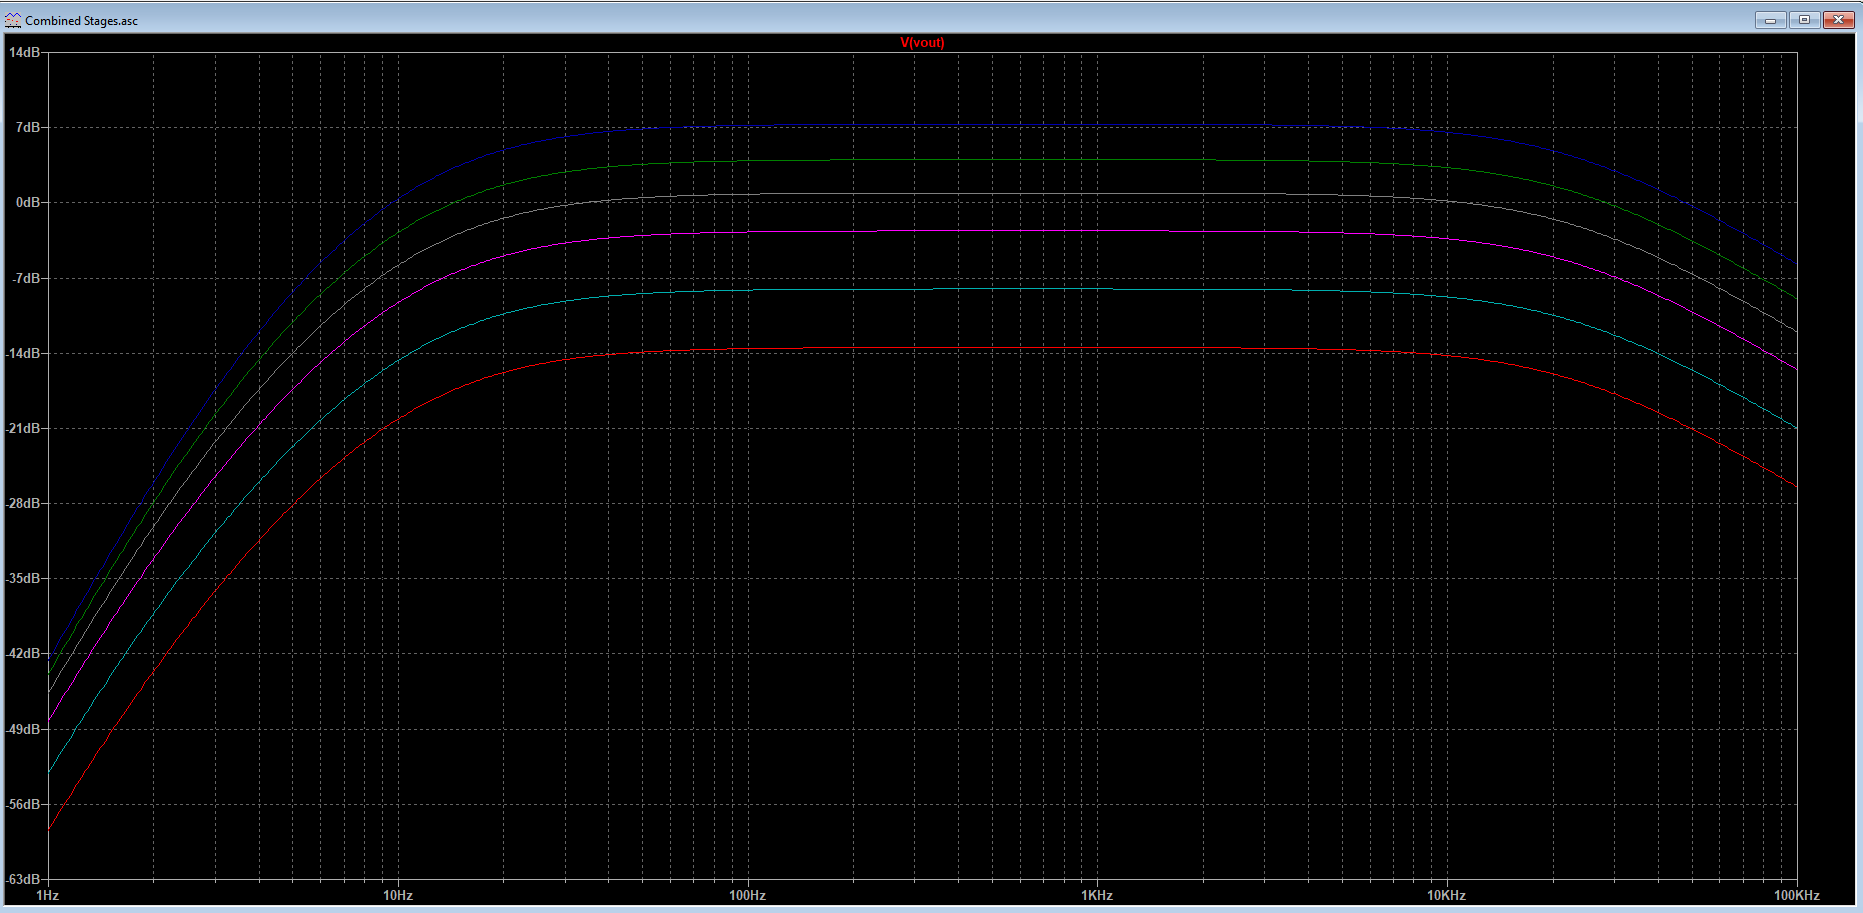 Combined Stages.asc
V(vout)
14dB
7dB
0dB
-7dB
-14dB
-21dB
-28dB
-35dB
-42dB
-49dB
-56dB
-63dB
1Hz 10Hz 100Hz 1KHz 10KHz 100KHz